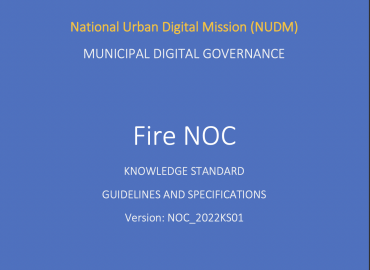 National Urban Digital Mission (NUDM)
MUNICIPAL DIGITAL GOVERNANCE
Fire NOC
KNOWLEDGE STANDARD
GUIDELINES AND SPECIFICATIONS
Version: NOC_2022KS01